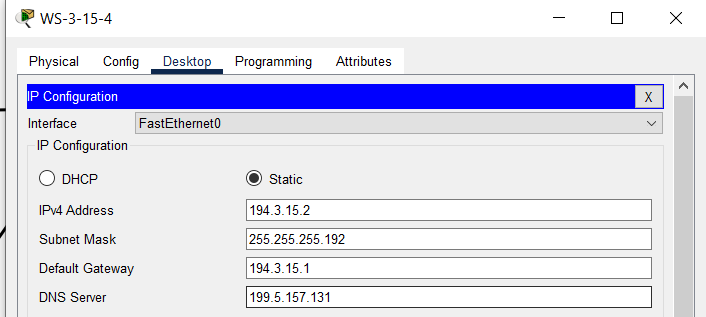 WS-3-15-4
Physical Config Desktop Programming Attributes
IP Configuration X
Interface FastEthernet0
IP Configuration
DHCP Static
IPv4 Address 194.3.15.2
Subnet Mask 255.255.255.192
Default Gateway 194.3.15.1
DNS Server 199.5.157.131